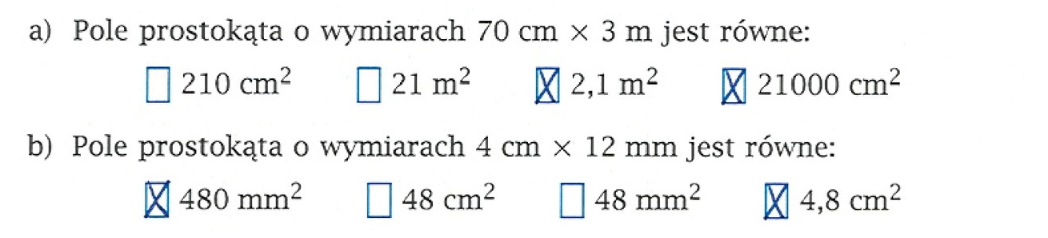 a) Pole prostokąta o wymiarach 70 cm × 3 m jest równe:
☐ 210 cm² ☐ 21 m² ☒ 2,1 m² ☒ 21000 cm²
b) Pole prostokąta o wymiarach 4 cm × 12 mm jest równe:
☒ 480 mm² ☐ 48 cm² ☐ 48 mm² ☒ 4,8 cm²